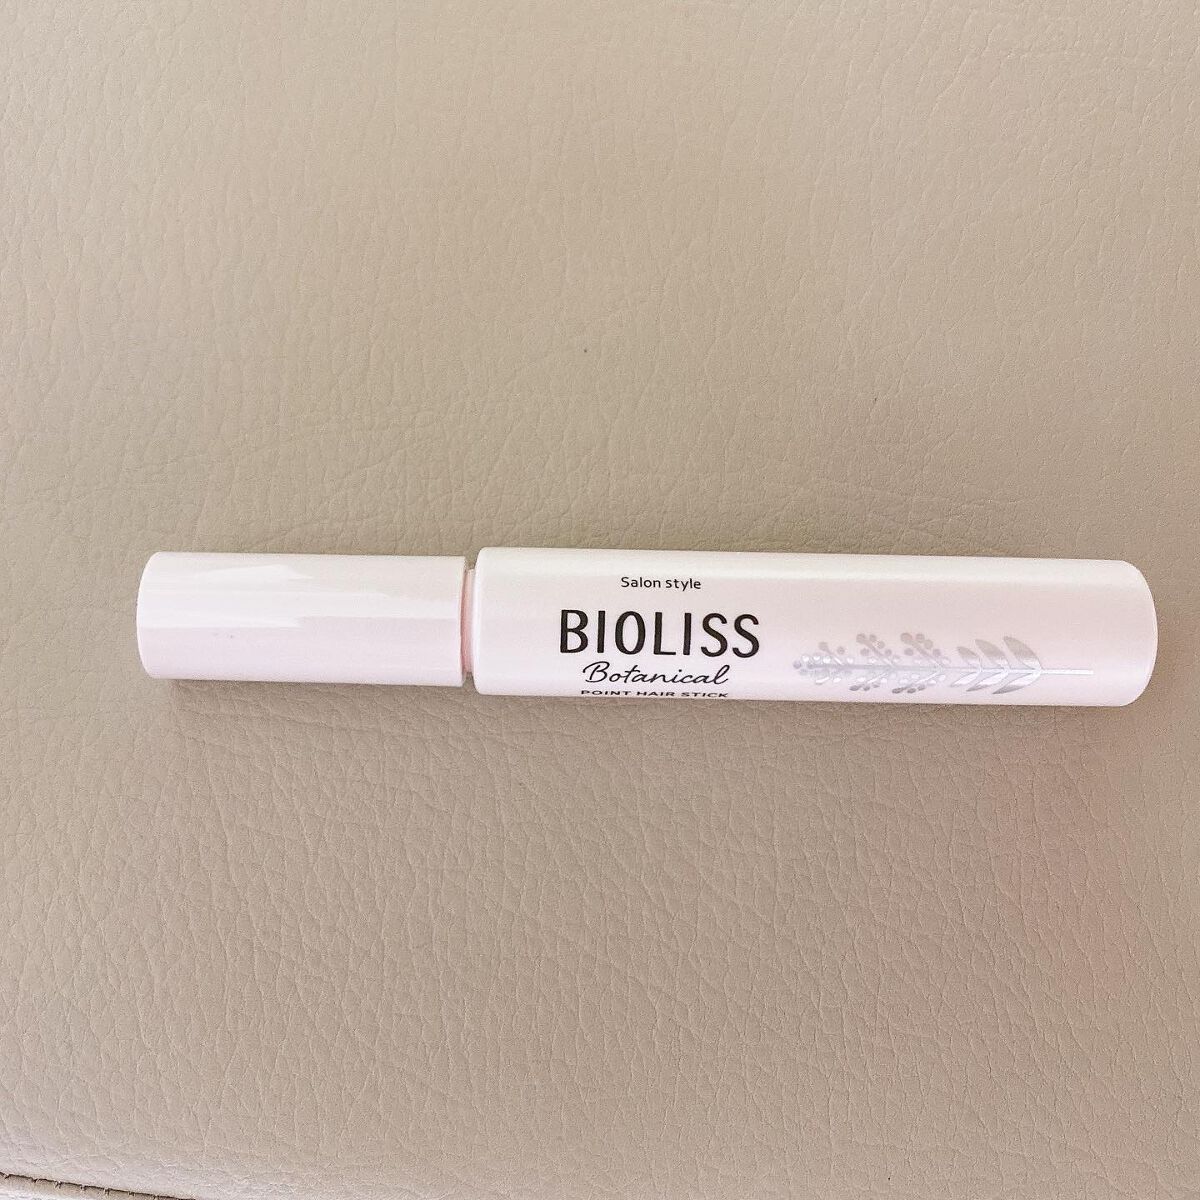 Salon style
BIOLISS
Botanical
POINT HAIR STICK